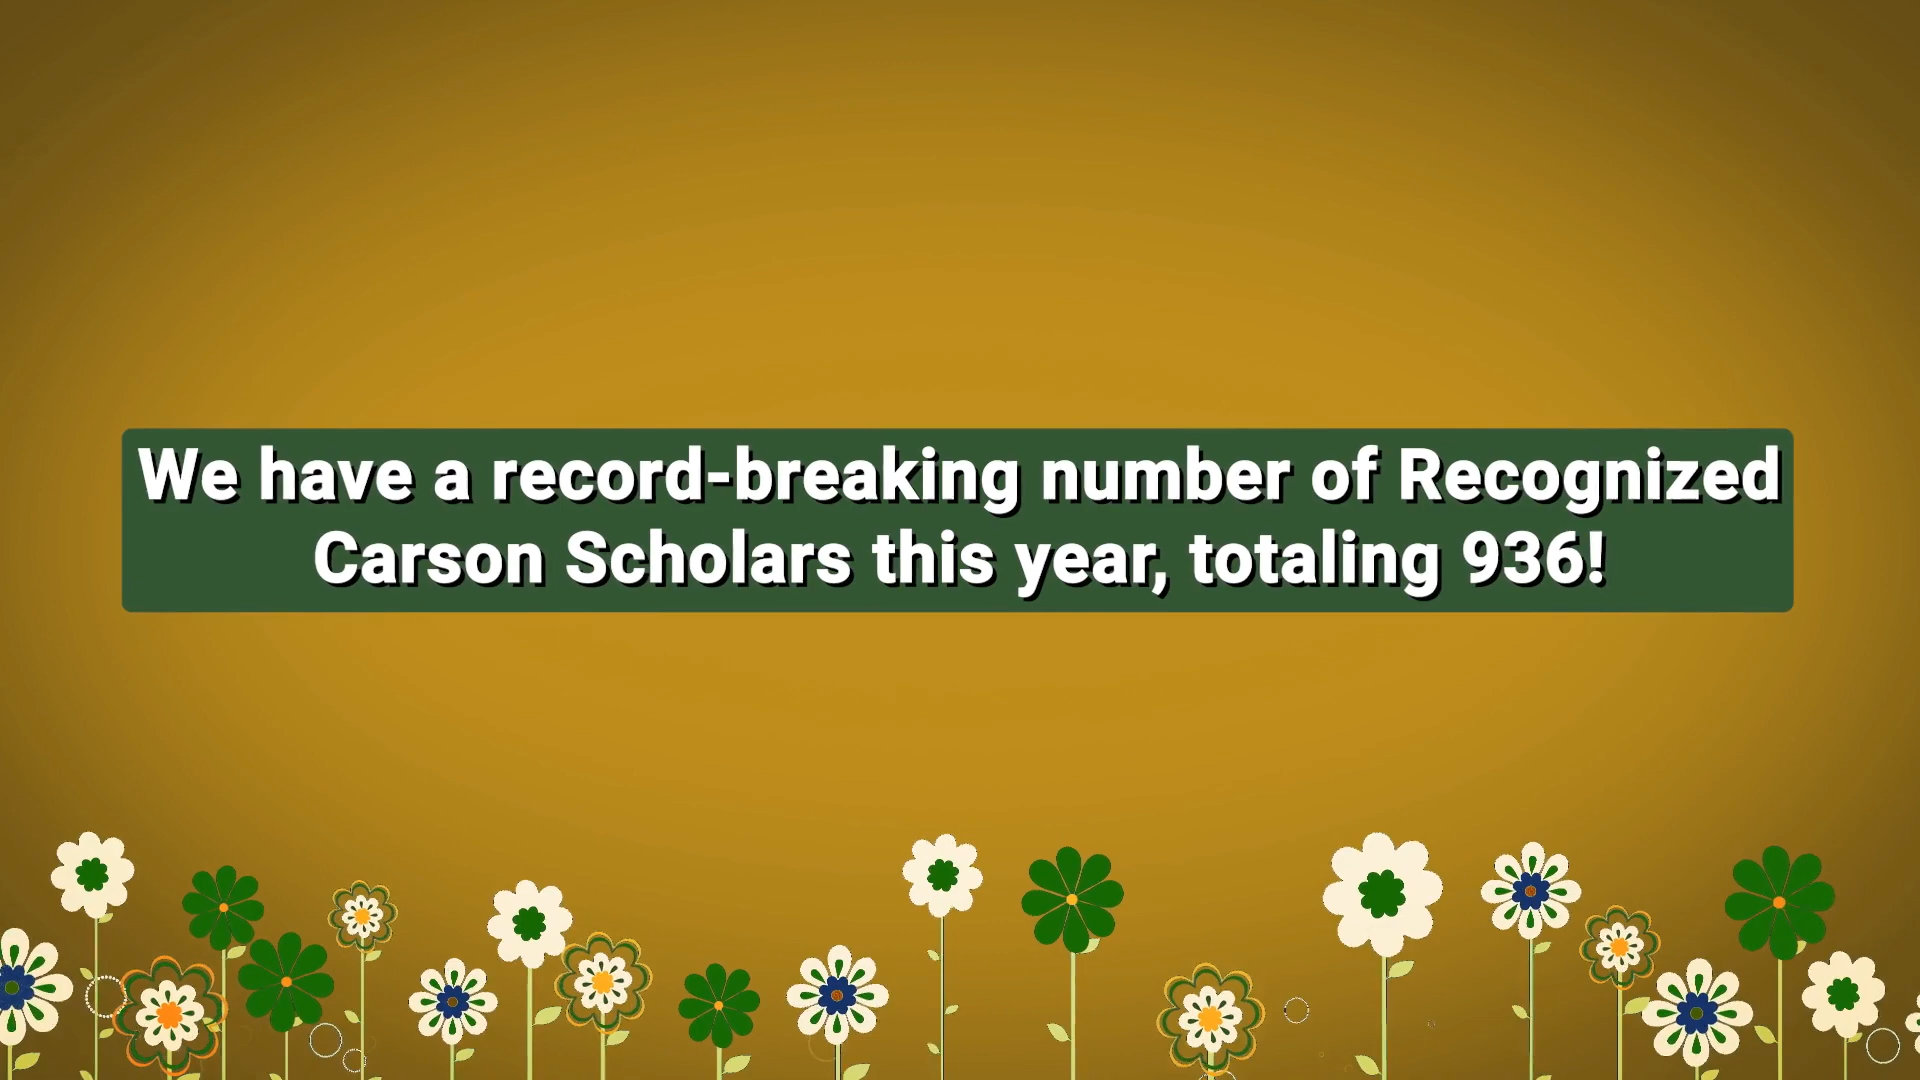 We have a record-breaking number of Recognized
Carson Scholars this year, totaling 936!